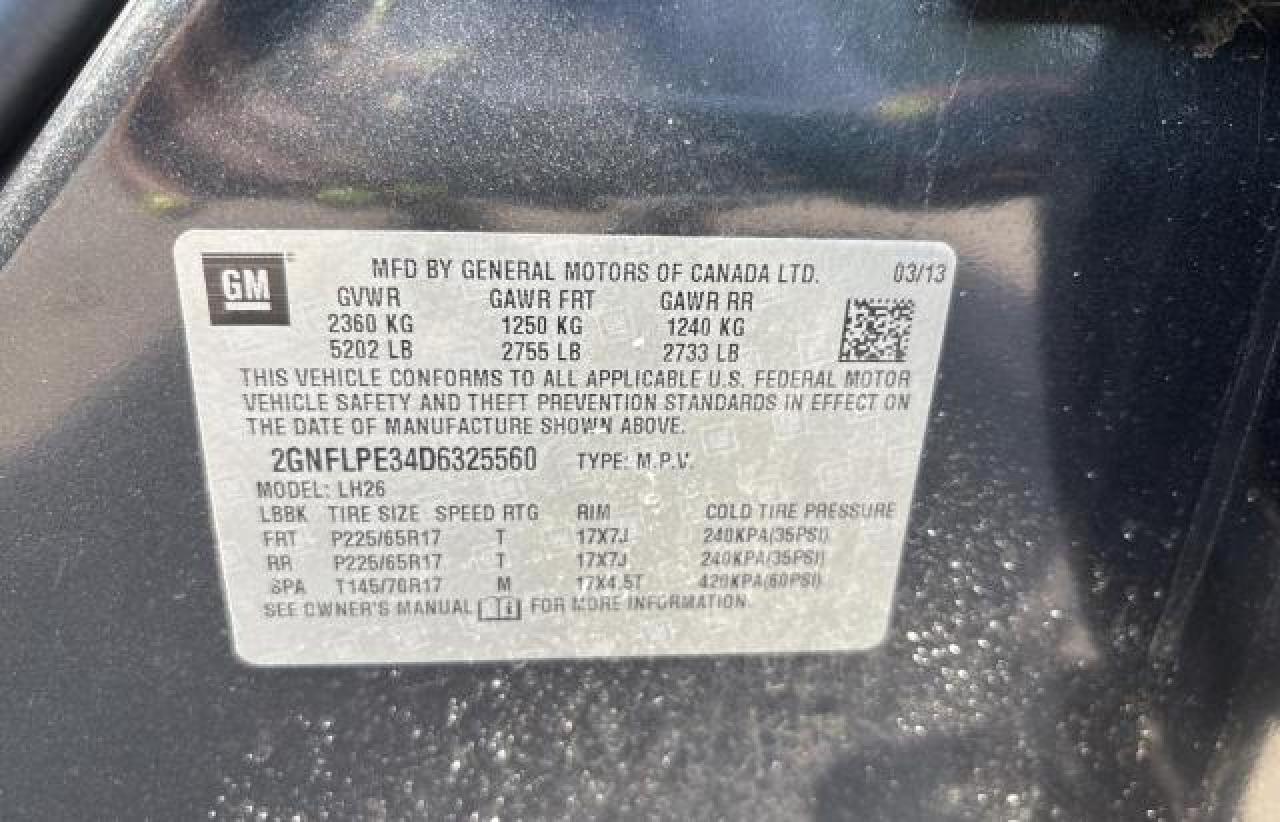 GM
MFD BY GENERAL MOTORS OF CANADA LTD. 03/13
GVWR GAWR FRT GAWR RR
2360 KG 1250 KG 1240 KG
5202 LB 2755 LB 2733 LB
THIS VEHICLE CONFORMS TO ALL APPLICABLE U.S. FEDERAL MOTOR
VEHICLE SAFETY AND THEFT PREVENTION STANDARDS IN EFFECT ON
THE DATE OF MANUFACTURE SHOWN ABOVE.
2GNFLPE34D6325560 TYPE: M.P.V.
MODEL: LH26
LBBK TIRE SIZE SPEED RTG RIM COLD TIRE PRESSURE
FRT P225/65R17 T 17X7J 240KPA(35PSI)
RR P225/65R17 T 17X7J 240KPA(35PSI)
SPA T145/70R17 M 17X4.5T 420KPA(60PSI)
SEE OWNER'S MANUAL FOR MORE INFORMATION.